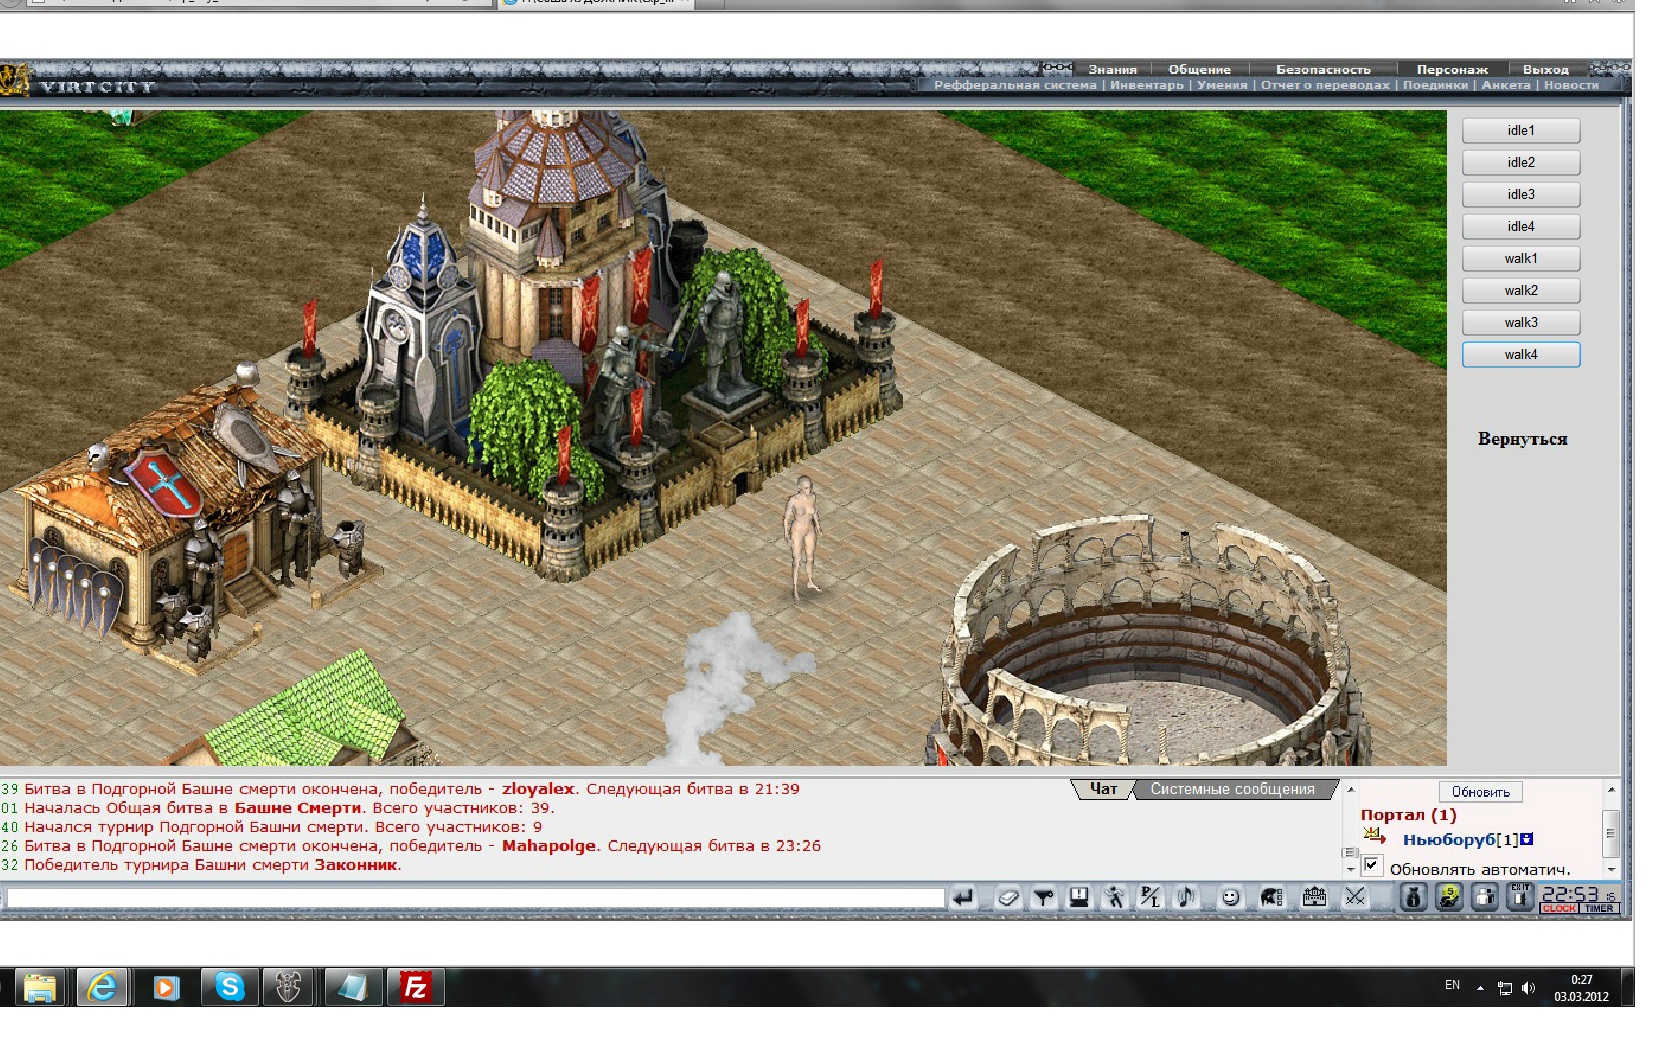 VIRTCITY
Знания Общение Безопасность Персонаж Выход
Рефферальная система | Инвентарь | Умения | Отчет о переводах | Поединки | Анкета | Новости
idle1
idle2
idle3
idle4
walk1
walk2
walk3
walk4
Вернуться
39 Битва в Подгорной Башне смерти окончена, победитель - zloyalex. Следующая битва в 21:39
01 Началась Общая битва в Башне Смерти. Всего участников: 39.
40 Начался турнир Подгорной Башни смерти. Всего участников: 9
26 Битва в Подгорной Башне смерти окончена, победитель - Mahapolge. Следующая битва в 23:26
32 Победитель турнира Башни смерти Законник.
Чат Системные сообщения
Обновить
Портал (1)
Ньюборуб[1]
Обновлять автоматич.
P/L
5
EXIT
22:53
CLOCK TIMER
EN
0:27
03.03.2012
Fz